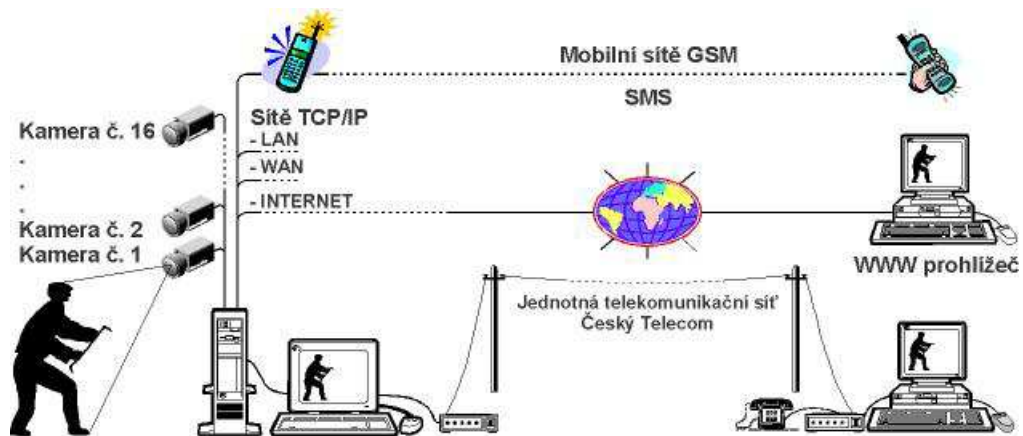 Mobilní sítě GSM
SMS
Sítě TCP/IP
- LAN
- WAN
- INTERNET
Kamera č. 16
.
.
.
.
Kamera č. 2
Kamera č. 1
WWW prohlížeč
Jednotná telekomunikační síť
Český Telecom